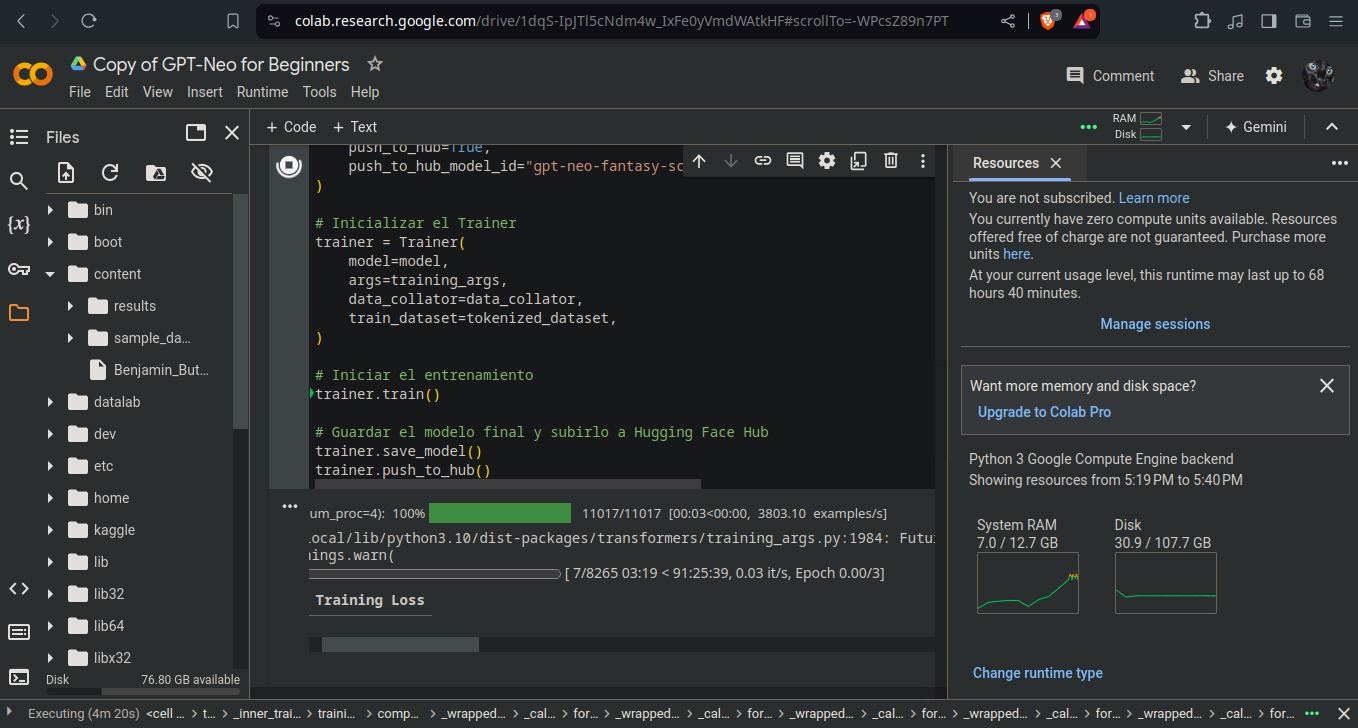 colab.research.google.com/drive/1dqS-IpJTl5cNdm4w_IxFe0yVmdWAtkHF#scrollTo=-WPcsZ89n7PT
3
1
Copy of GPT-Neo for Beginners
File Edit View Insert Runtime Tools Help
Comment
Share
Files
+ Code + Text
RAM
Disk
Gemini
bin
boot
content
results
sample_da...
Benjamin_But...
datalab
dev
etc
home
kaggle
lib
lib32
lib64
libx32
Disk 76.80 GB available
push_to_hub=True,
push_to_hub_model_id="gpt-neo-fantasy-sc
)
# Inicializar el Trainer
trainer = Trainer(
model=model,
args=training_args,
data_collator=data_collator,
train_dataset=tokenized_dataset,
)
# Iniciar el entrenamiento
trainer.train()
# Guardar el modelo final y subirlo a Hugging Face Hub
trainer.save_model()
trainer.push_to_hub()
um_proc=4): 100% 11017/11017 [00:03<00:00, 3803.10 examples/s]
ocal/lib/python3.10/dist-packages/transformers/training_args.py:1984: Futu
nings.warn(
[ 7/8265 03:19 < 91:25:39, 0.03 it/s, Epoch 0.00/3]
Training Loss
Resources
You are not subscribed. Learn more
You currently have zero compute units available. Resources
offered free of charge are not guaranteed. Purchase more
units here.
At your current usage level, this runtime may last up to 68
hours 40 minutes.
Manage sessions
Want more memory and disk space?
Upgrade to Colab Pro
Python 3 Google Compute Engine backend
Showing resources from 5:19 PM to 5:40 PM
System RAM
7.0 / 12.7 GB
Disk
30.9 / 107.7 GB
Change runtime type
Executing (4m 20s) <cell ... > t... > _inner_trai... > traini... > comp... > _wrapped... > _cal... > for... > _wrapped... > _cal... > for... > _wrapped... > _cal... > for... > _wrapped... > _cal... > for... > _wrapped... > _cal... > for...